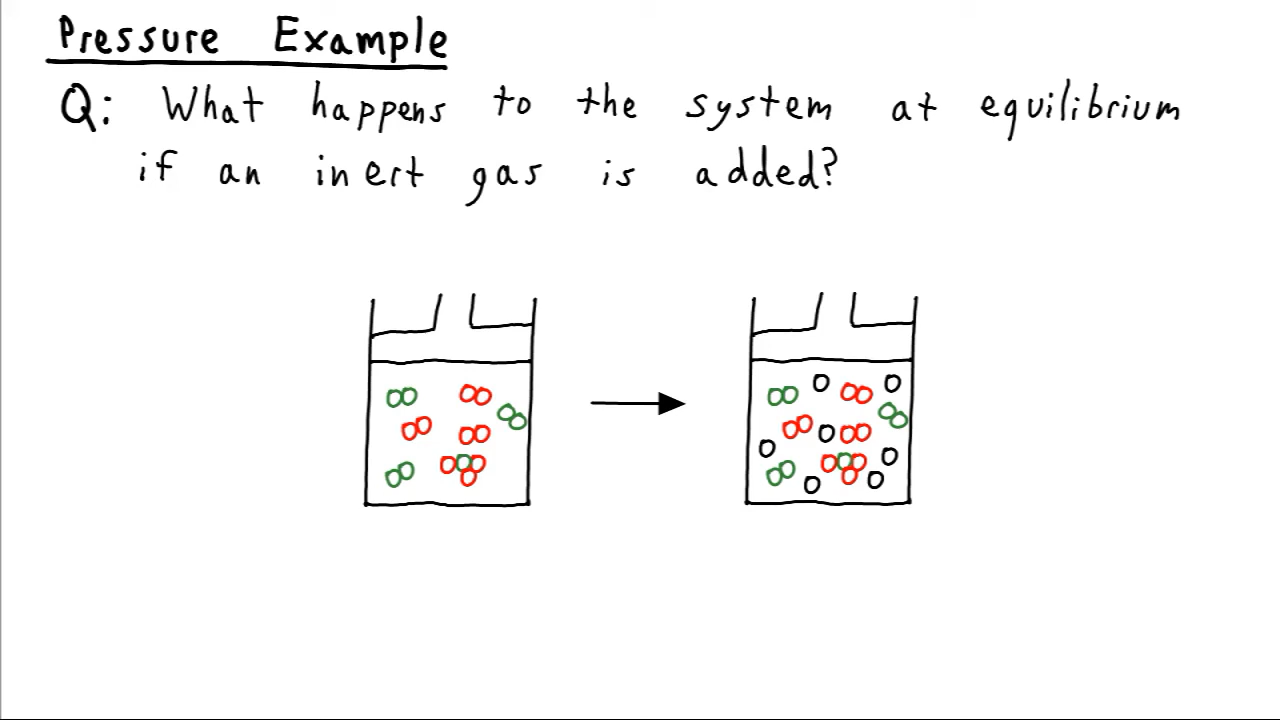 Pressure Example
Q: What happens to the system at equilibrium
if an inert gas is added?